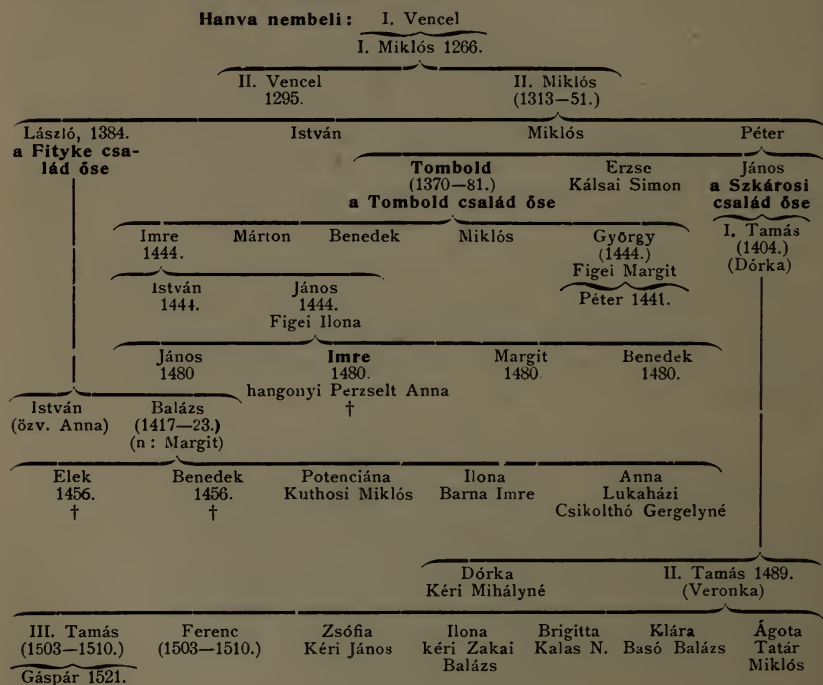 Hanva nembeli: I. Vencel
I. Miklós 1266.
II. Vencel II. Miklós
1295. (1313—51.)
László, 1384. István Miklós Péter
a Fityke csa-
lád őse
Tombold Erzse János
(1370—81.) Kálsai Simon a Szkárosi
a Tombold család őse család őse
Imre Márton Benedek Miklós György I. Tamás
1444. (1444.) (1404.)
Figei Margit (Dórka)
István János Péter 1441.
1444. 1444.
Figei Ilona
János Imre Margit Benedek
1480 1480. 1480. 1480.
hangonyi Perzselt Anna
†
István Balázs
(özv. Anna) (1417—23.)
(n: Margit)
Elek Benedek Potenciána Ilona Anna
1456. 1456. Kuthosi Miklós Barna Imre Lukaházi
† † Csikolthó Gergelyné
Dórka II. Tamás 1489.
Kéri Mihályné (Veronka)
III. Tamás Ferenc Zsófia Ilona Brigitta Klára Ágota
(1503—1510.) (1503—1510.) Kéri János kéri Zakai Kalas N. Basó Balázs Tatár
Balázs Miklós
Gáspár 1521.